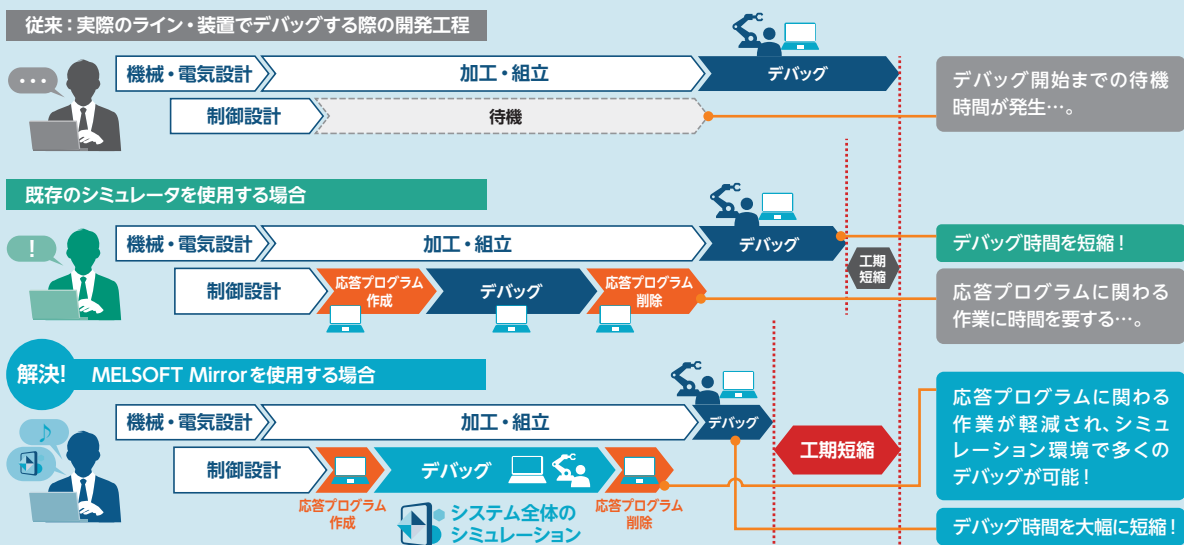 従来：実際のライン・装置でデバッグする際の開発工程
…
機械・電気設計
加工・組立
デバッグ
制御設計
待機
デバッグ開始までの待機
時間が発生…。
既存のシミュレータを使用する場合
!
機械・電気設計
加工・組立
デバッグ
工期
短縮
デバッグ時間を短縮！
制御設計
応答プログラム
作成
デバッグ
応答プログラム
削除
応答プログラムに関わる
作業に時間を要する…。
解決!
MELSOFT Mirrorを使用する場合
機械・電気設計
加工・組立
デバッグ
工期短縮
応答プログラムに関わる
作業が軽減され、シミュ
レーション環境で多くの
デバッグが可能！
制御設計
デバッグ
応答プログラム
作成
システム全体の
シミュレーション
応答プログラム
削除
デバッグ時間を大幅に短縮！